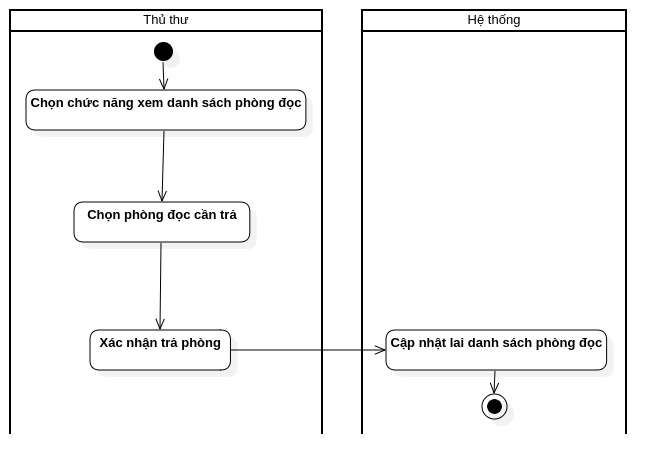 Thủ thư
Hệ thống
Chọn chức năng xem danh sách phòng đọc
Chọn phòng đọc cần trả
Xác nhận trả phòng
Cập nhật lai danh sách phòng đọc